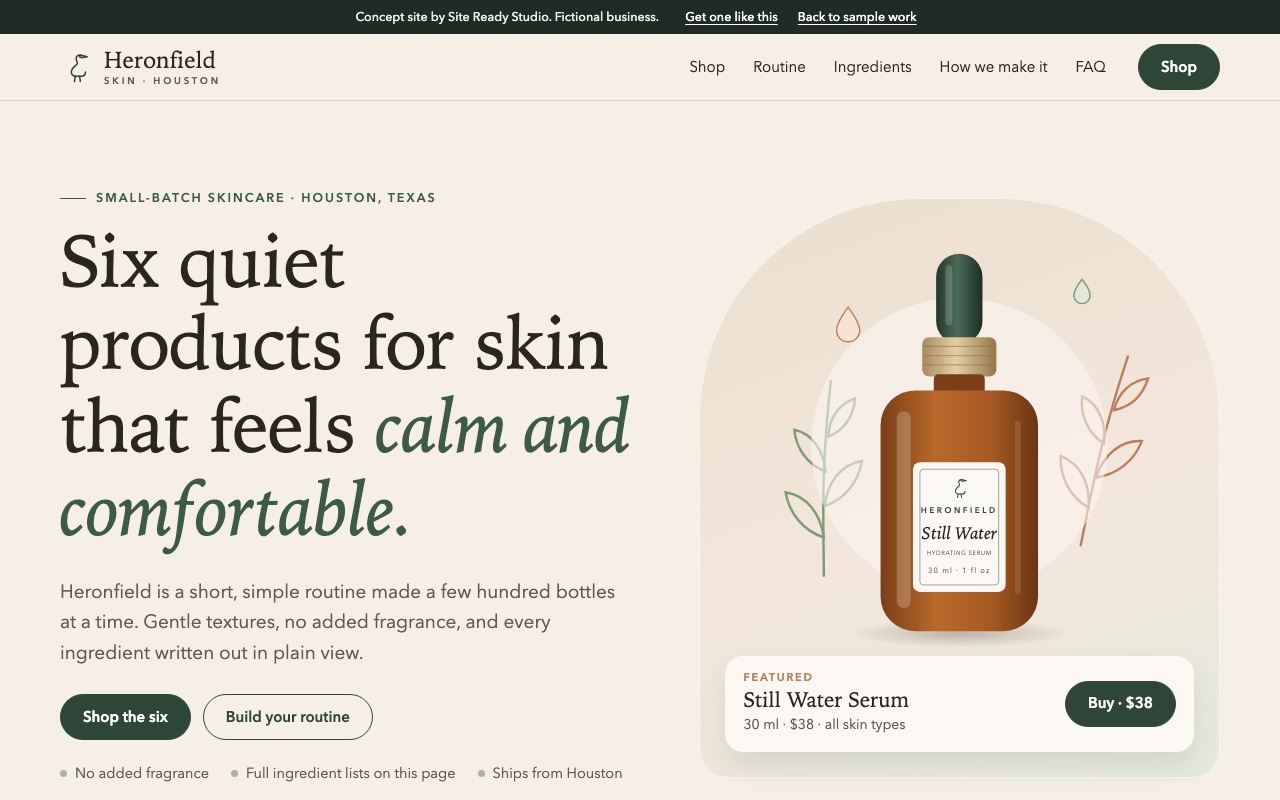 Concept site by Site Ready Studio. Fictional business. Get one like this Back to sample work
Heronfield
SKIN · HOUSTON
Shop Routine Ingredients How we make it FAQ Shop
SMALL-BATCH SKINCARE · HOUSTON, TEXAS
Six quiet
products for skin
that feels calm and
comfortable.
Heronfield is a short, simple routine made a few hundred bottles
at a time. Gentle textures, no added fragrance, and every
ingredient written out in plain view.
Shop the six Build your routine
No added fragrance Full ingredient lists on this page Ships from Houston
HERONFIELD
Still Water
HYDRATING SERUM
30 ml · 1 fl oz
FEATURED
Still Water Serum
30 ml · $38 · all skin types
Buy · $38